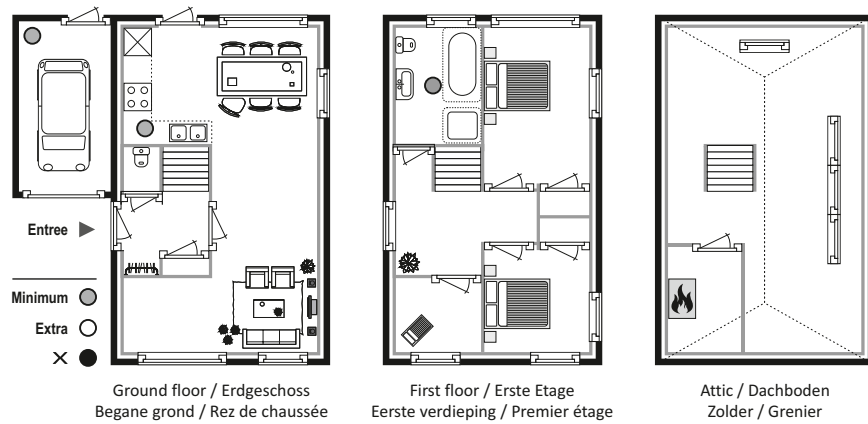 Entree
Minimum
Extra
X
Ground floor / Erdgeschoss
Begane grond / Rez de chaussée
First floor / Erste Etage
Eerste verdieping / Premier étage
Attic / Dachboden
Zolder / Grenier